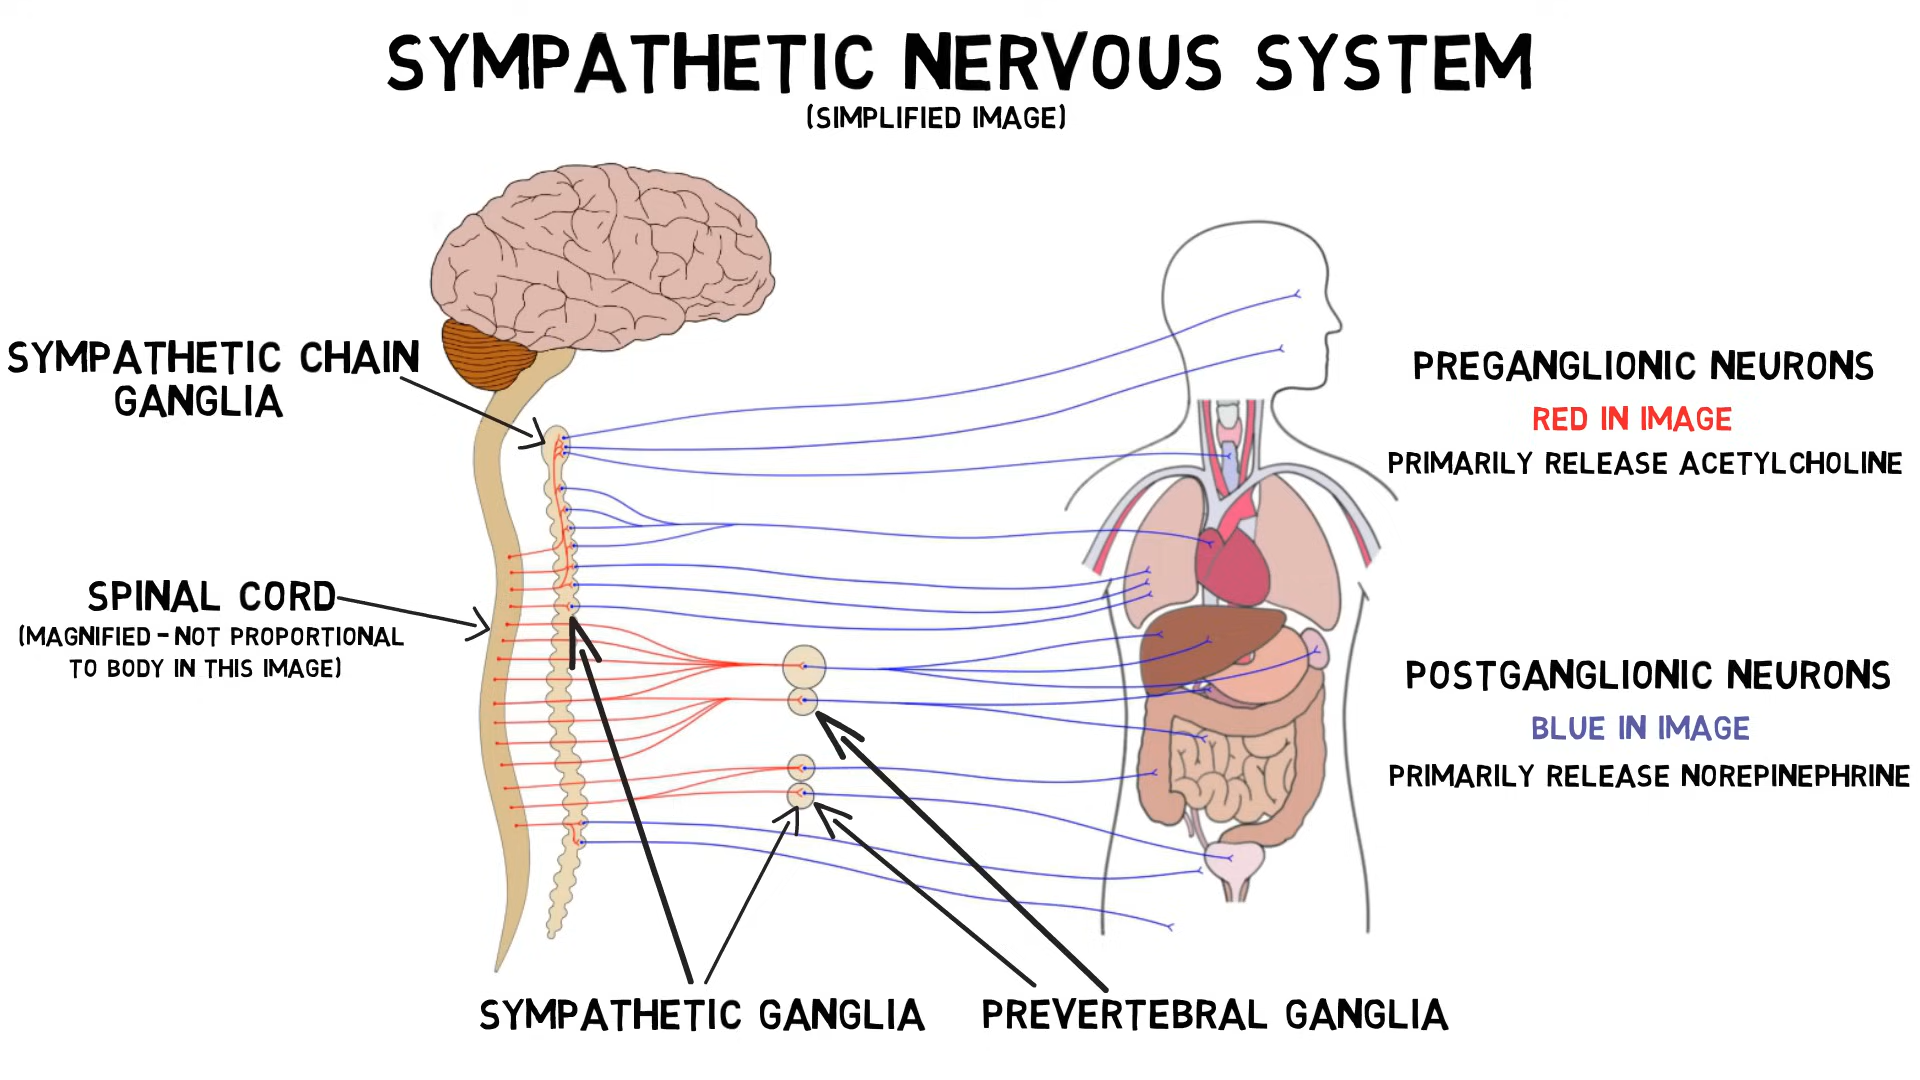 SYMPATHETIC NERVOUS SYSTEM
(SIMPLIFIED IMAGE)
SYMPATHETIC CHAIN
GANGLIA
SPINAL CORD
(MAGNIFIED - NOT PROPORTIONAL
TO BODY IN THIS IMAGE)
PREGANGLIONIC NEURONS
RED IN IMAGE
PRIMARILY RELEASE ACETYLCHOLINE
POSTGANGLIONIC NEURONS
BLUE IN IMAGE
PRIMARILY RELEASE NOREPINEPHRINE
SYMPATHETIC GANGLIA
PREVERTEBRAL GANGLIA